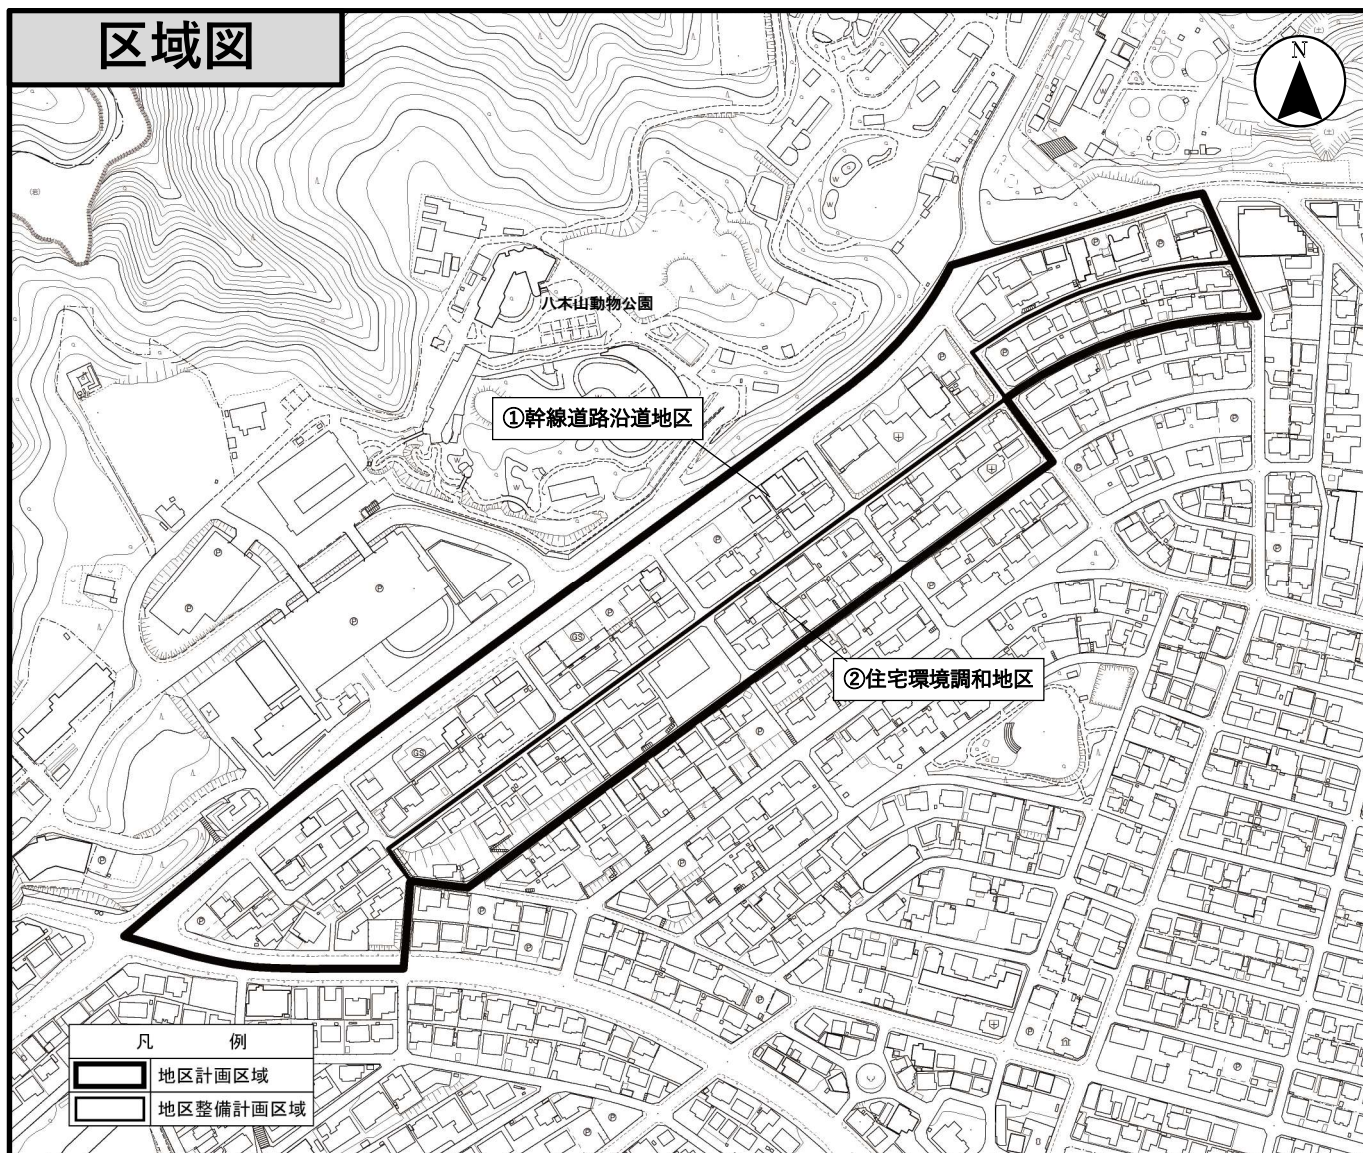 区域図
N
八木山動物公園
①幹線道路沿道地区
②住宅環境調和地区
凡 例
地区計画区域
地区整備計画区域